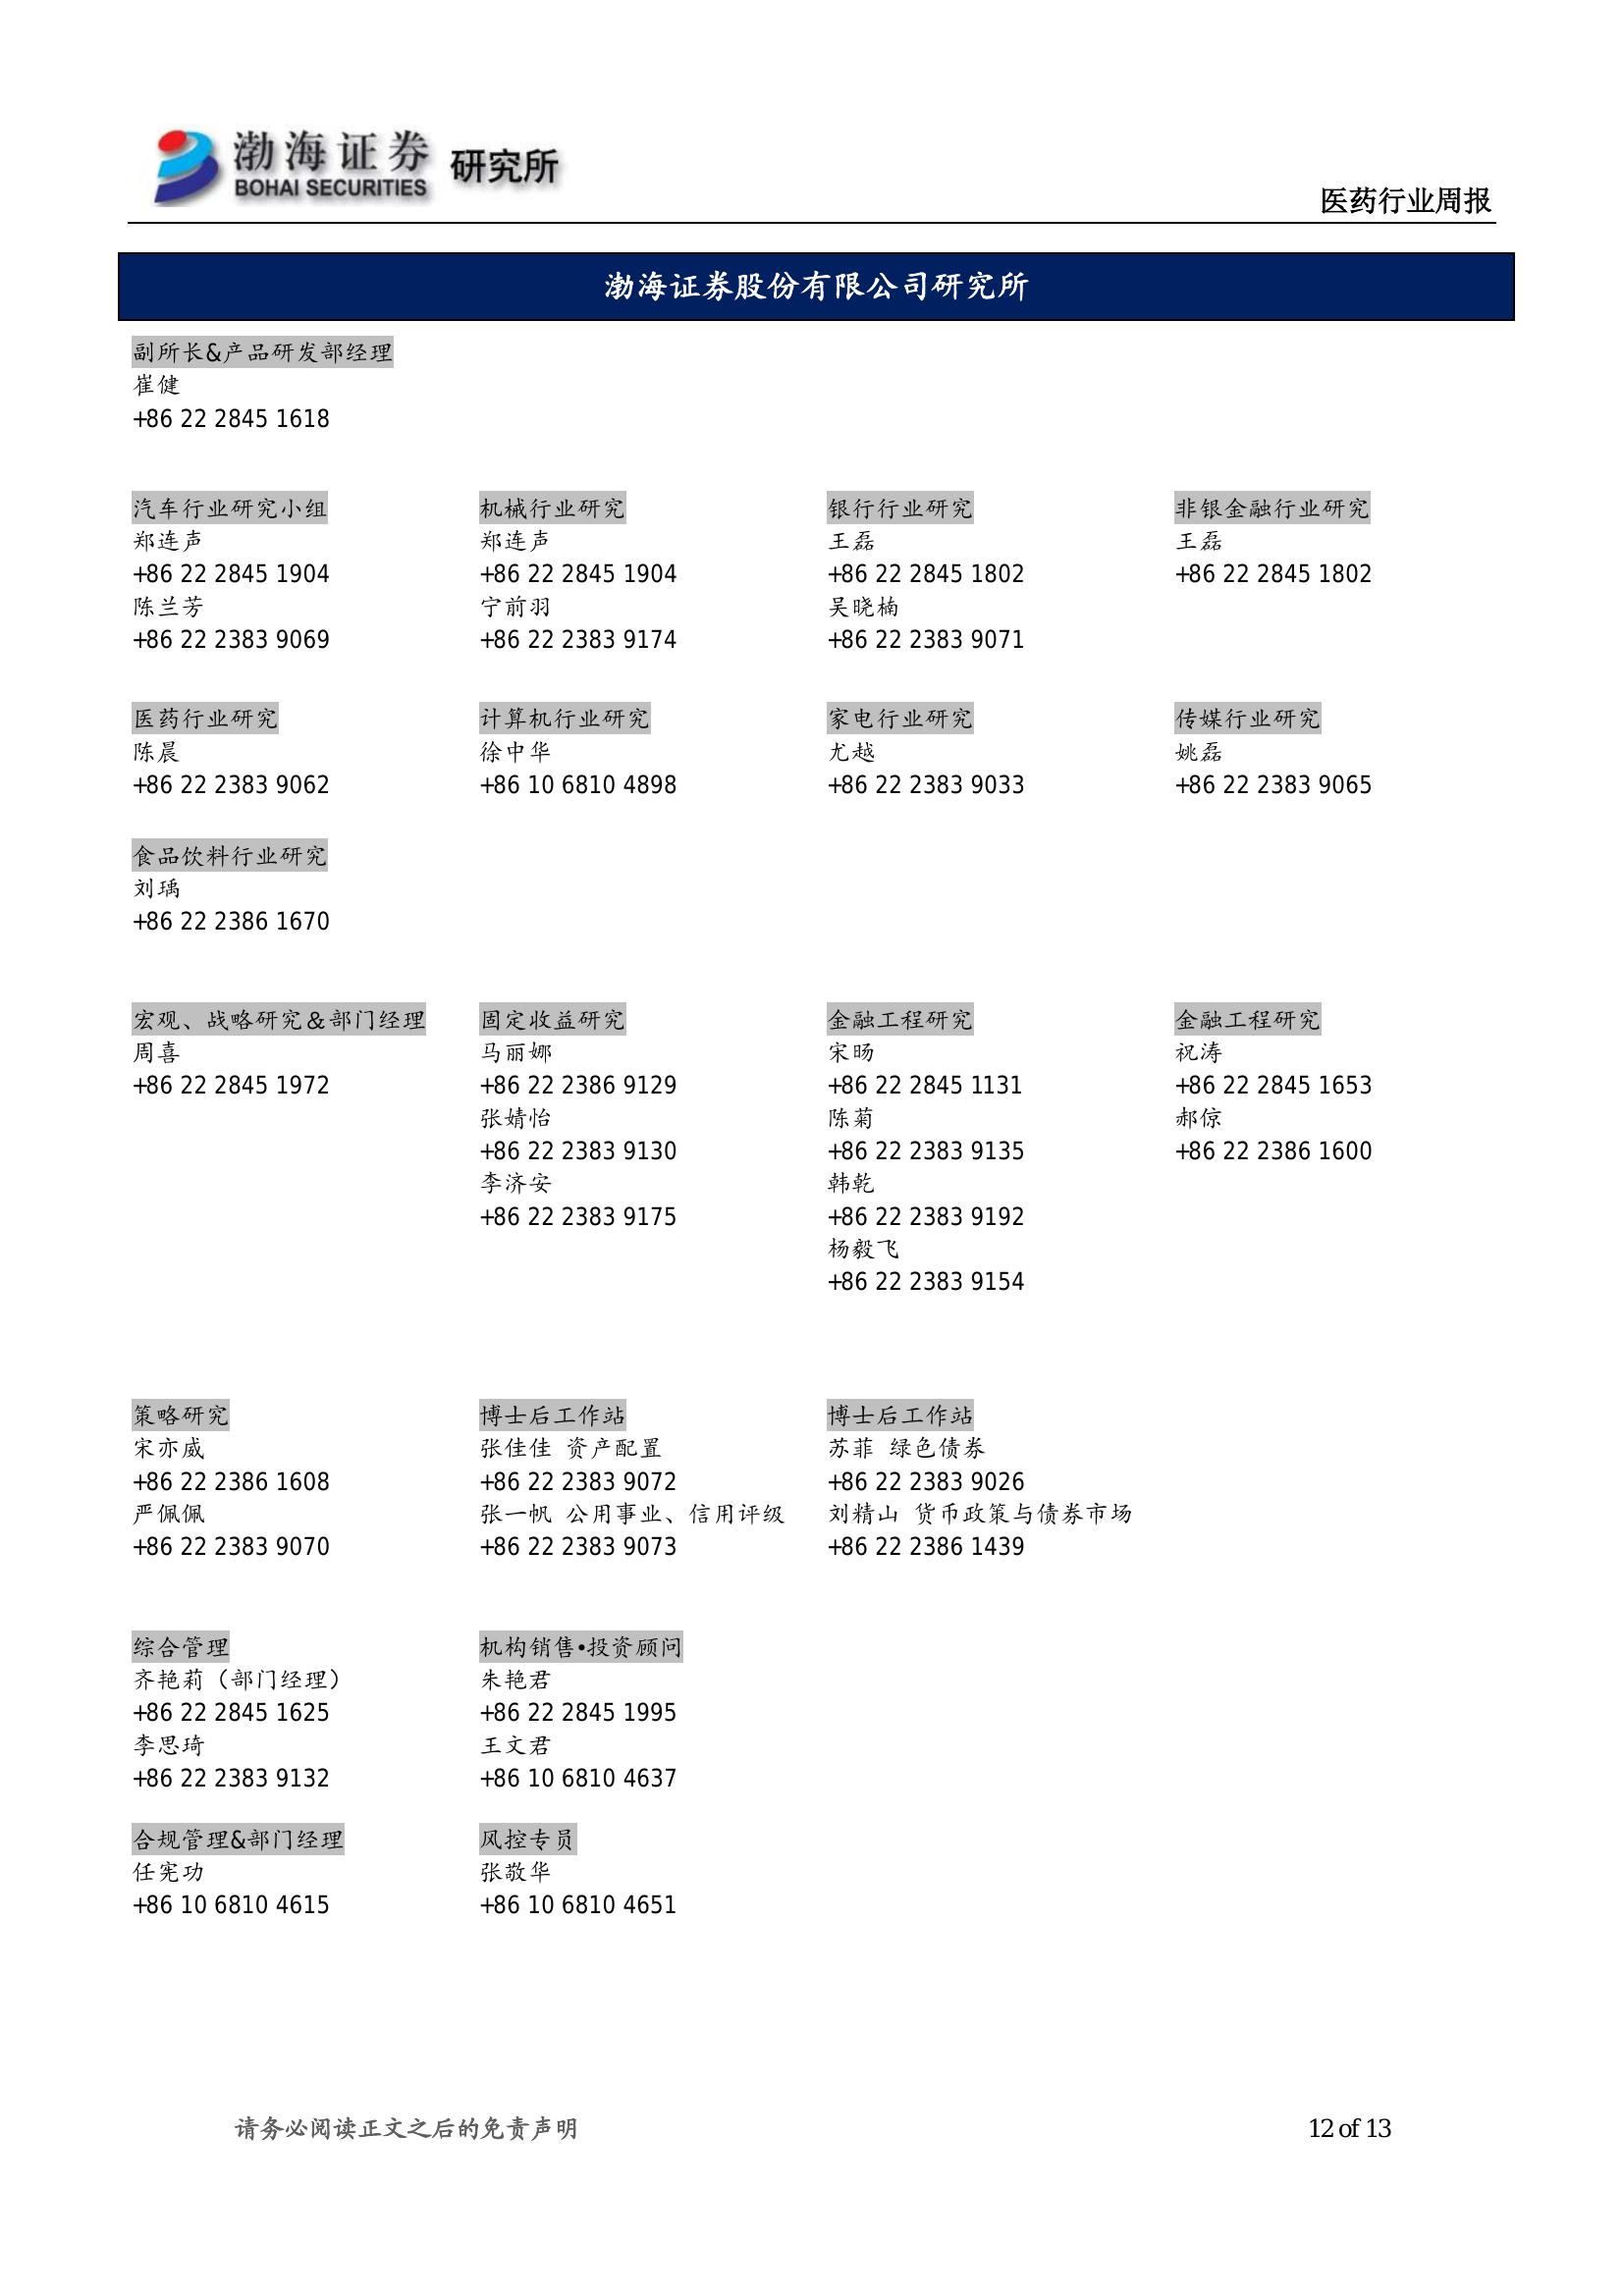 渤海证券 研究所
BOHAI SECURITIES
医药行业周报
渤海证券股份有限公司研究所
副所长&产品研发部经理
崔健
+86 22 2845 1618
汽车行业研究小组
郑连声
+86 22 2845 1904
陈兰芳
+86 22 2383 9069
机械行业研究
郑连声
+86 22 2845 1904
宁前羽
+86 22 2383 9174
银行行业研究
王磊
+86 22 2845 1802
吴晓楠
+86 22 2383 9071
非银金融行业研究
王磊
+86 22 2845 1802
医药行业研究
陈晨
+86 22 2383 9062
计算机行业研究
徐中华
+86 10 6810 4898
家电行业研究
尤越
+86 22 2383 9033
传媒行业研究
姚磊
+86 22 2383 9065
食品饮料行业研究
刘瑀
+86 22 2386 1670
宏观、战略研究＆部门经理
周喜
+86 22 2845 1972
固定收益研究
马丽娜
+86 22 2386 9129
张婧怡
+86 22 2383 9130
李济安
+86 22 2383 9175
金融工程研究
宋旸
+86 22 2845 1131
陈菊
+86 22 2383 9135
韩乾
+86 22 2383 9192
杨毅飞
+86 22 2383 9154
金融工程研究
祝涛
+86 22 2845 1653
郝倞
+86 22 2386 1600
策略研究
宋亦威
+86 22 2386 1608
严佩佩
+86 22 2383 9070
博士后工作站
张佳佳 资产配置
+86 22 2383 9072
张一帆 公用事业、信用评级
+86 22 2383 9073
博士后工作站
苏菲 绿色债券
+86 22 2383 9026
刘精山 货币政策与债券市场
+86 22 2386 1439
综合管理
齐艳莉（部门经理）
+86 22 2845 1625
李思琦
+86 22 2383 9132
机构销售•投资顾问
朱艳君
+86 22 2845 1995
王文君
+86 10 6810 4637
合规管理&部门经理
任宪功
+86 10 6810 4615
风控专员
张敬华
+86 10 6810 4651
请务必阅读正文之后的免责声明
12 of 13